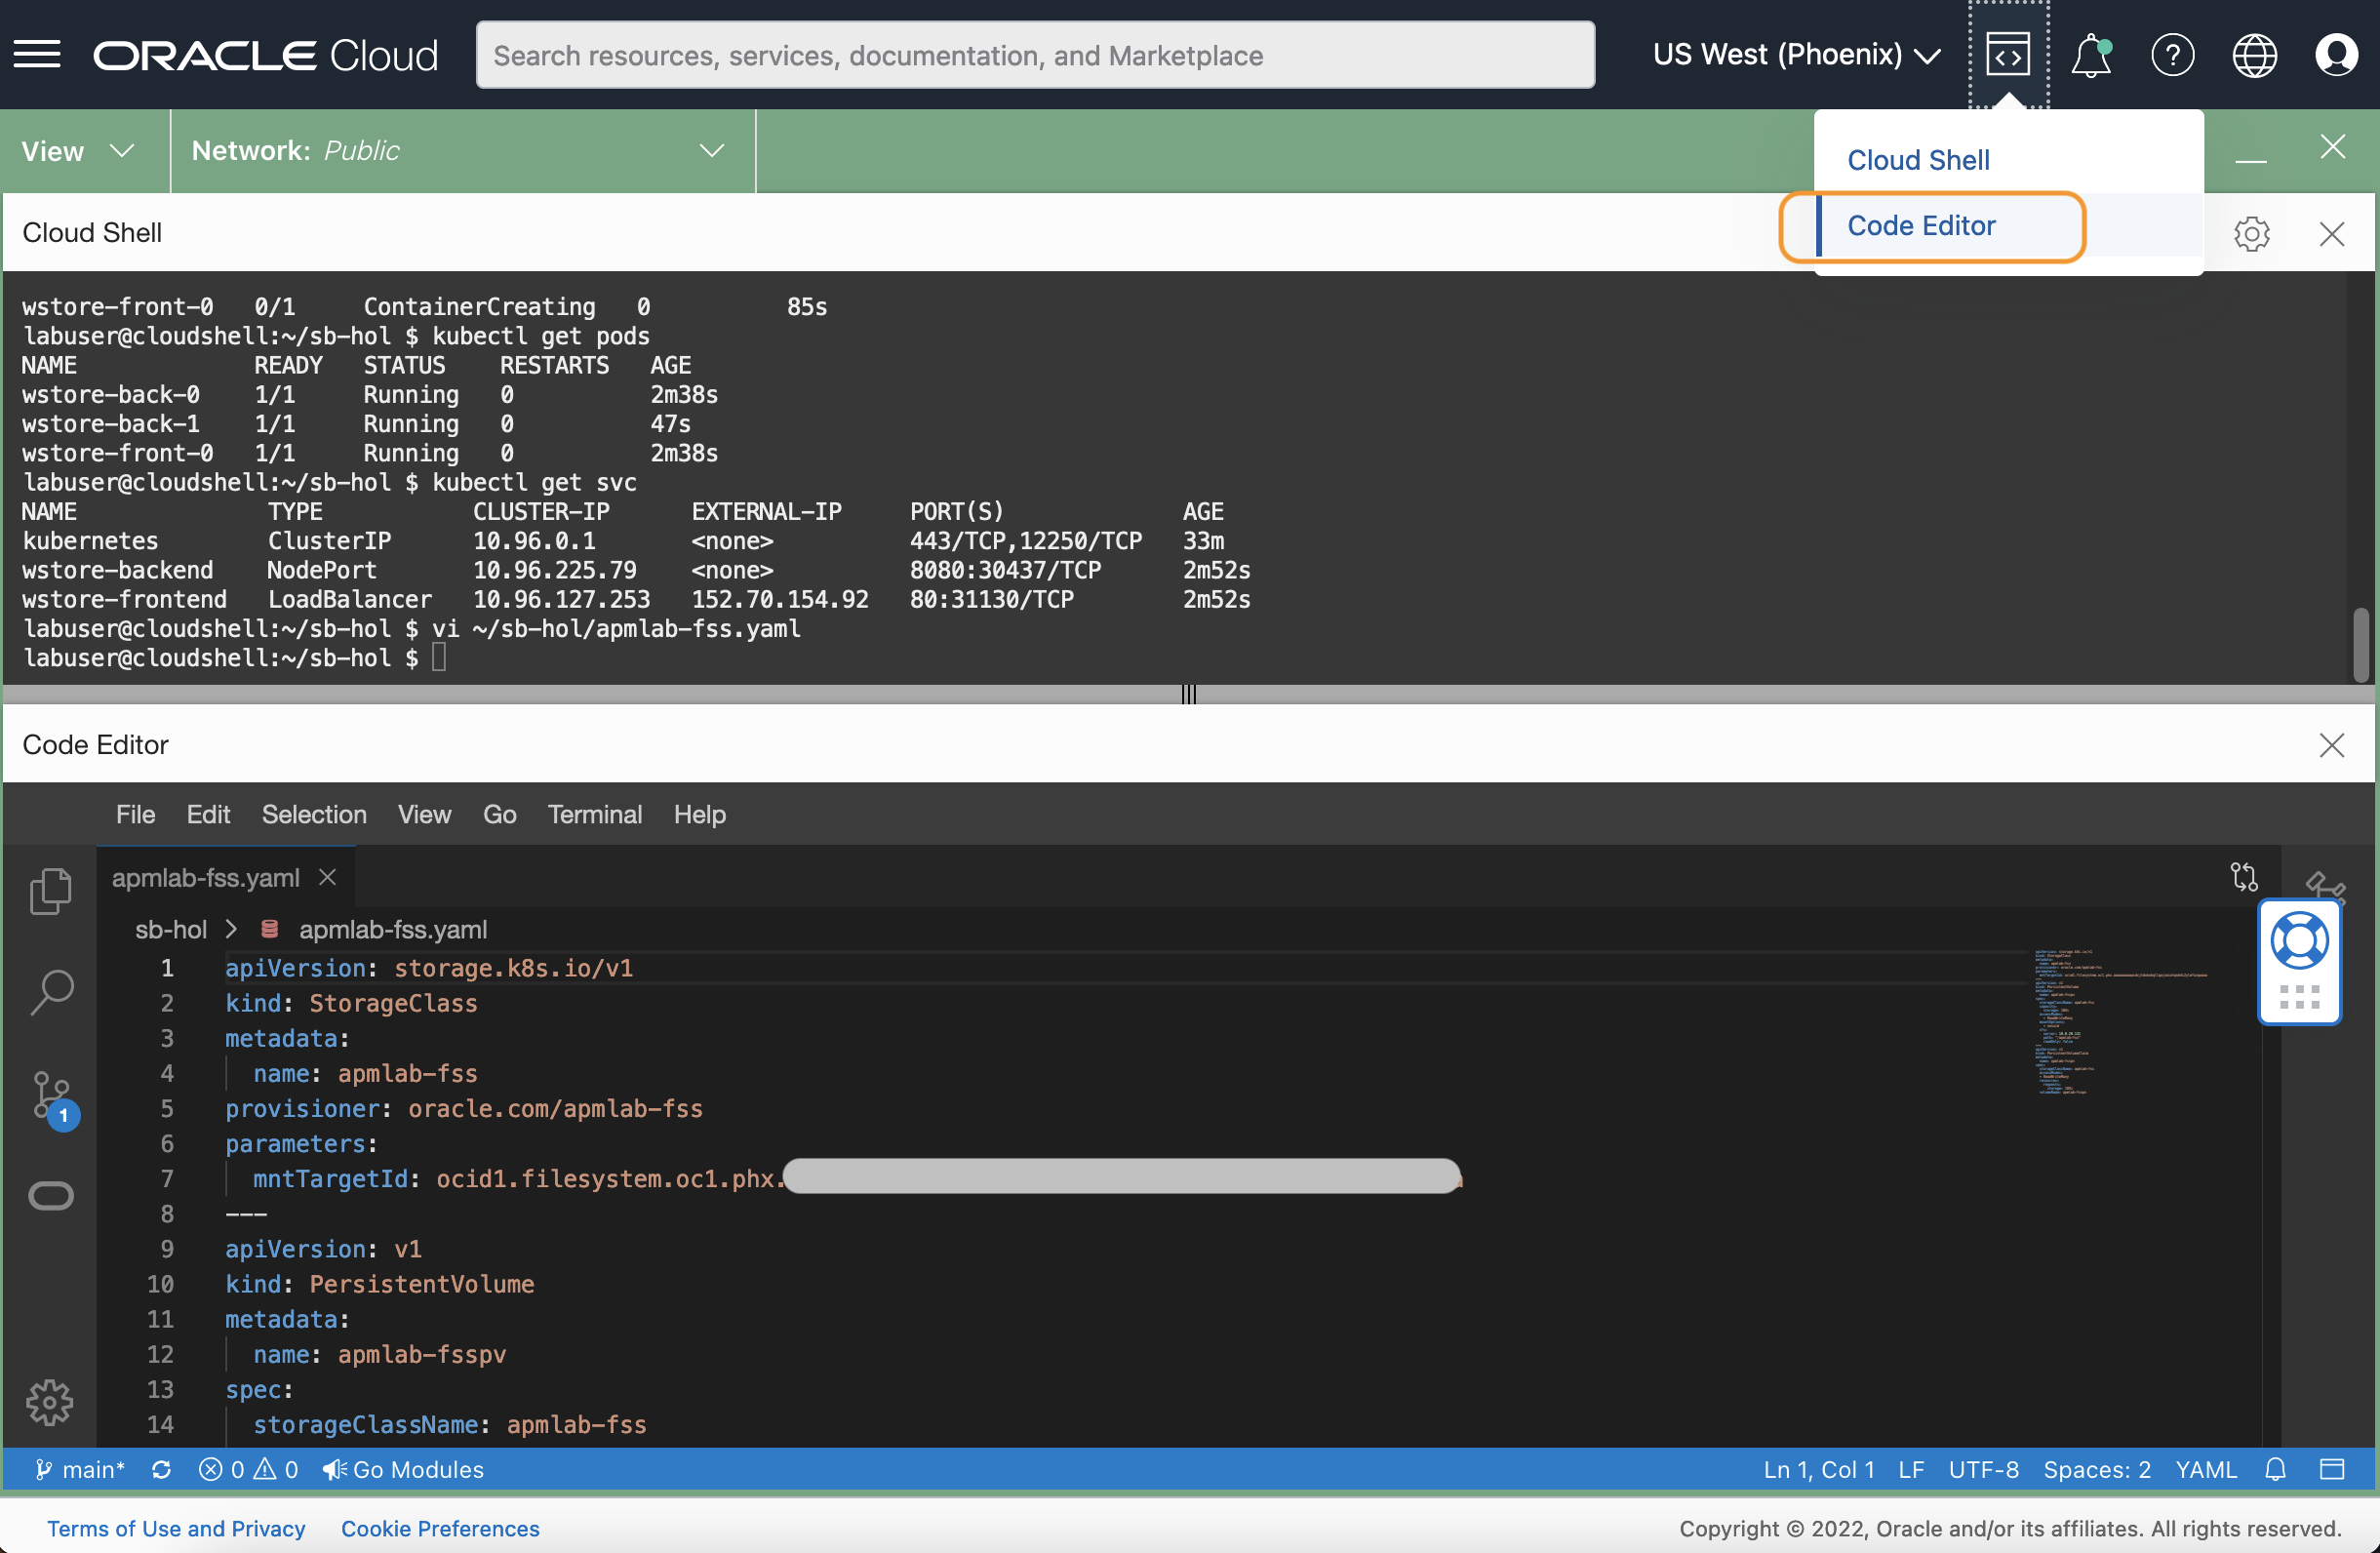 ORACLE Cloud
Search resources, services, documentation, and Marketplace
US West (Phoenix)
View
Network: Public
Cloud Shell
Code Editor
Cloud Shell
wstore-front-0   0/1     ContainerCreating   0          85s
labuser@cloudshell:~/sb-hol $ kubectl get pods
NAME             READY   STATUS    RESTARTS   AGE
wstore-back-0    1/1     Running   0          2m38s
wstore-back-1    1/1     Running   0          47s
wstore-front-0   1/1     Running   0          2m38s
labuser@cloudshell:~/sb-hol $ kubectl get svc
NAME              TYPE           CLUSTER-IP      EXTERNAL-IP     PORT(S)             AGE
kubernetes        ClusterIP      10.96.0.1       <none>          443/TCP,12250/TCP   33m
wstore-backend    NodePort       10.96.225.79    <none>          8080:30437/TCP      2m52s
wstore-frontend   LoadBalancer   10.96.127.253   152.70.154.92   80:31130/TCP        2m52s
labuser@cloudshell:~/sb-hol $ vi ~/sb-hol/apmlab-fss.yaml
labuser@cloudshell:~/sb-hol $
Code Editor
File Edit Selection View Go Terminal Help
apmlab-fss.yaml
sb-hol > apmlab-fss.yaml
1 apiVersion: storage.k8s.io/v1
2 kind: StorageClass
3 metadata:
4   name: apmlab-fss
5 provisioner: oracle.com/apmlab-fss
6 parameters:
7   mntTargetId: ocid1.filesystem.oc1.phx.
8 ---
9 apiVersion: v1
10 kind: PersistentVolume
11 metadata:
12   name: apmlab-fsspv
13 spec:
14   storageClassName: apmlab-fss
1
main* 0 0 Go Modules
Ln 1, Col 1 LF UTF-8 Spaces: 2 YAML
Terms of Use and Privacy Cookie Preferences
Copyright © 2022, Oracle and/or its affiliates. All rights reserved.